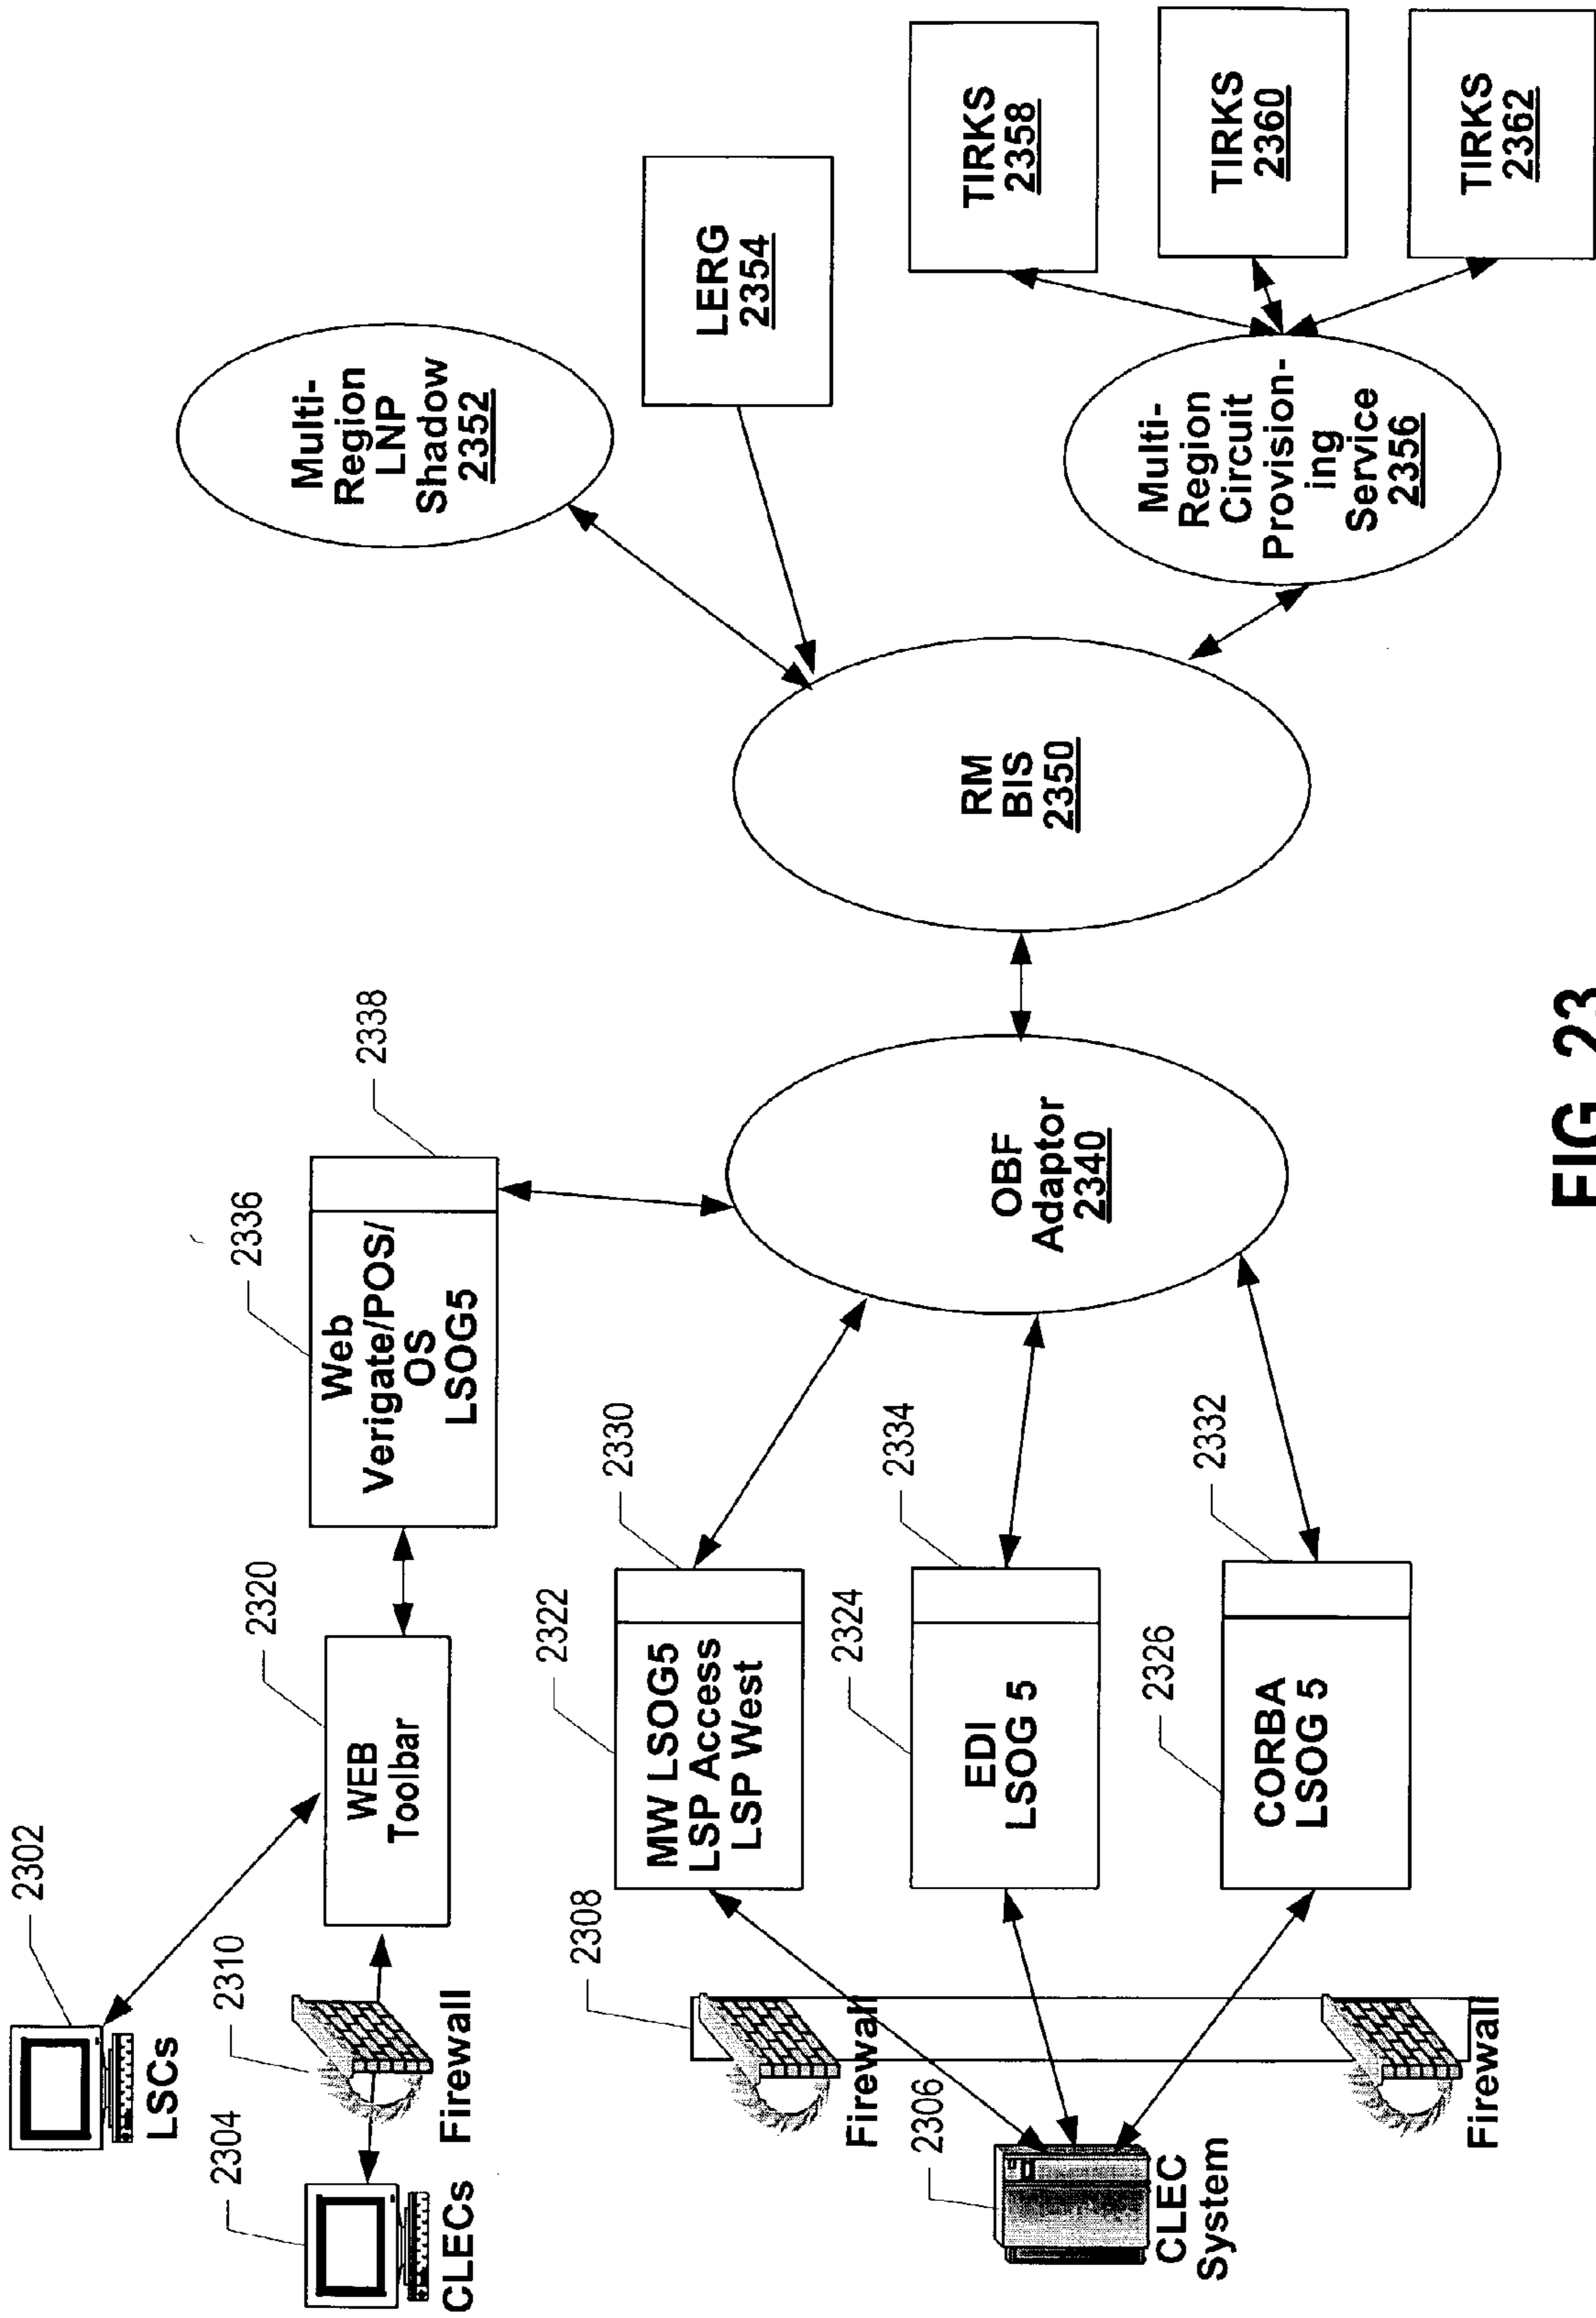 2302
LSCs
2304
CLECs
2310
Firewall
2320
WEB
Toolbar
2336
Web
Verigate/POS/
OS
LSOG5
2338
2308
Firewall
Firewall
2306
CLEC
System
2322
MW LSOG5
LSP Access
LSP West
2330
2324
EDI
LSOG 5
2334
2326
CORBA
LSOG 5
2332
OBF
Adaptor
2340
RM
BIS
2350
Multi-
Region
LNP
Shadow
2352
LERG
2354
Multi-
Region
Circuit
Provision-
ing
Service
2356
TIRKS
2358
TIRKS
2360
TIRKS
2362
FIG 23